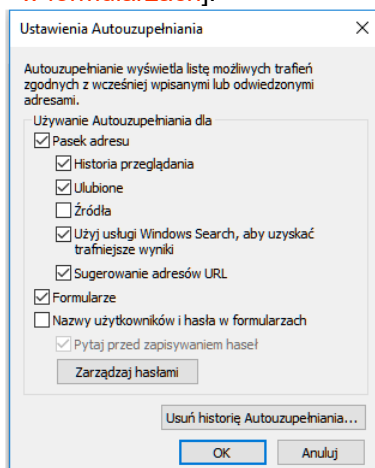 w formularzach].
Ustawienia Autouzupełniania
Autouzupełnianie wyświetla listę możliwych trafień
zgodnych z wcześniej wpisanymi lub odwiedzonymi
adresami.
Używanie Autouzupełniania dla
Pasek adresu
Historia przeglądania
Ulubione
Źródła
Użyj usługi Windows Search, aby uzyskać
trafniejsze wyniki
Sugerowanie adresów URL
Formularze
Nazwy użytkowników i hasła w formularzach
Pytaj przed zapisywaniem haseł
Zarządzaj hasłami
Usuń historię Autouzupełniania...
OK
Anuluj